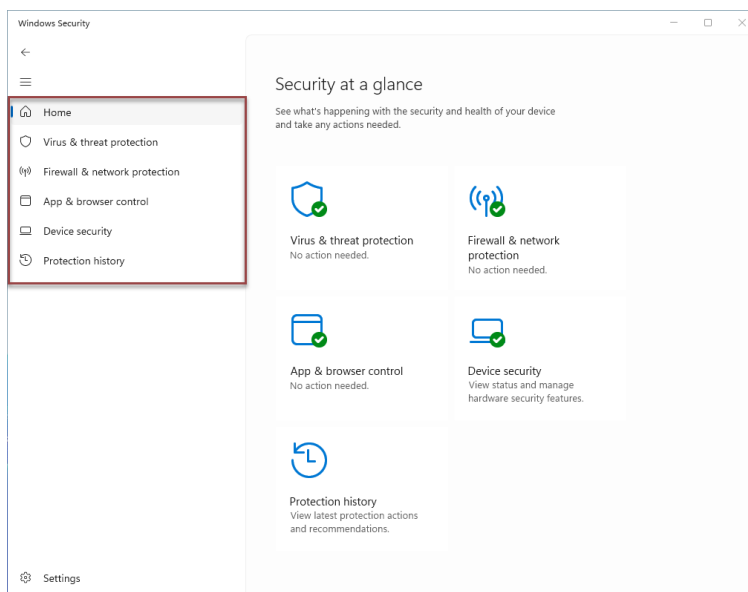 Windows Security
Home
Virus & threat protection
Firewall & network protection
App & browser control
Device security
Protection history
Settings
Security at a glance
See what's happening with the security and health of your device
and take any actions needed.
Virus & threat protection
No action needed.
Firewall & network
protection
No action needed.
App & browser control
No action needed.
Device security
View status and manage
hardware security features.
Protection history
View latest protection actions
and recommendations.